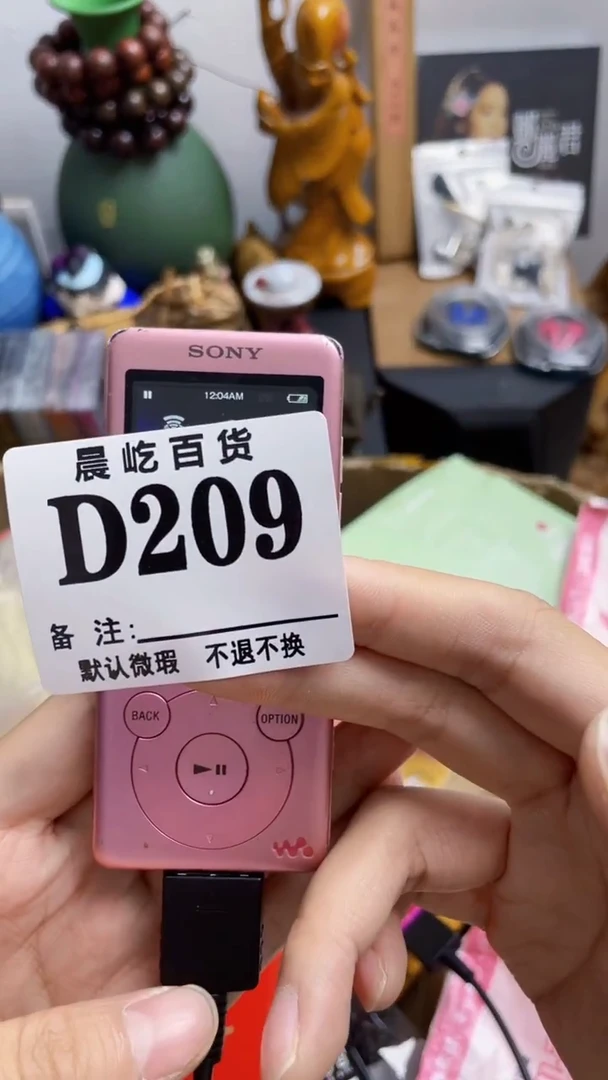 SONY
12:04AM
晨屹百货
D209
备 注:
默认微瑕 不退不换
BACK
OPTION